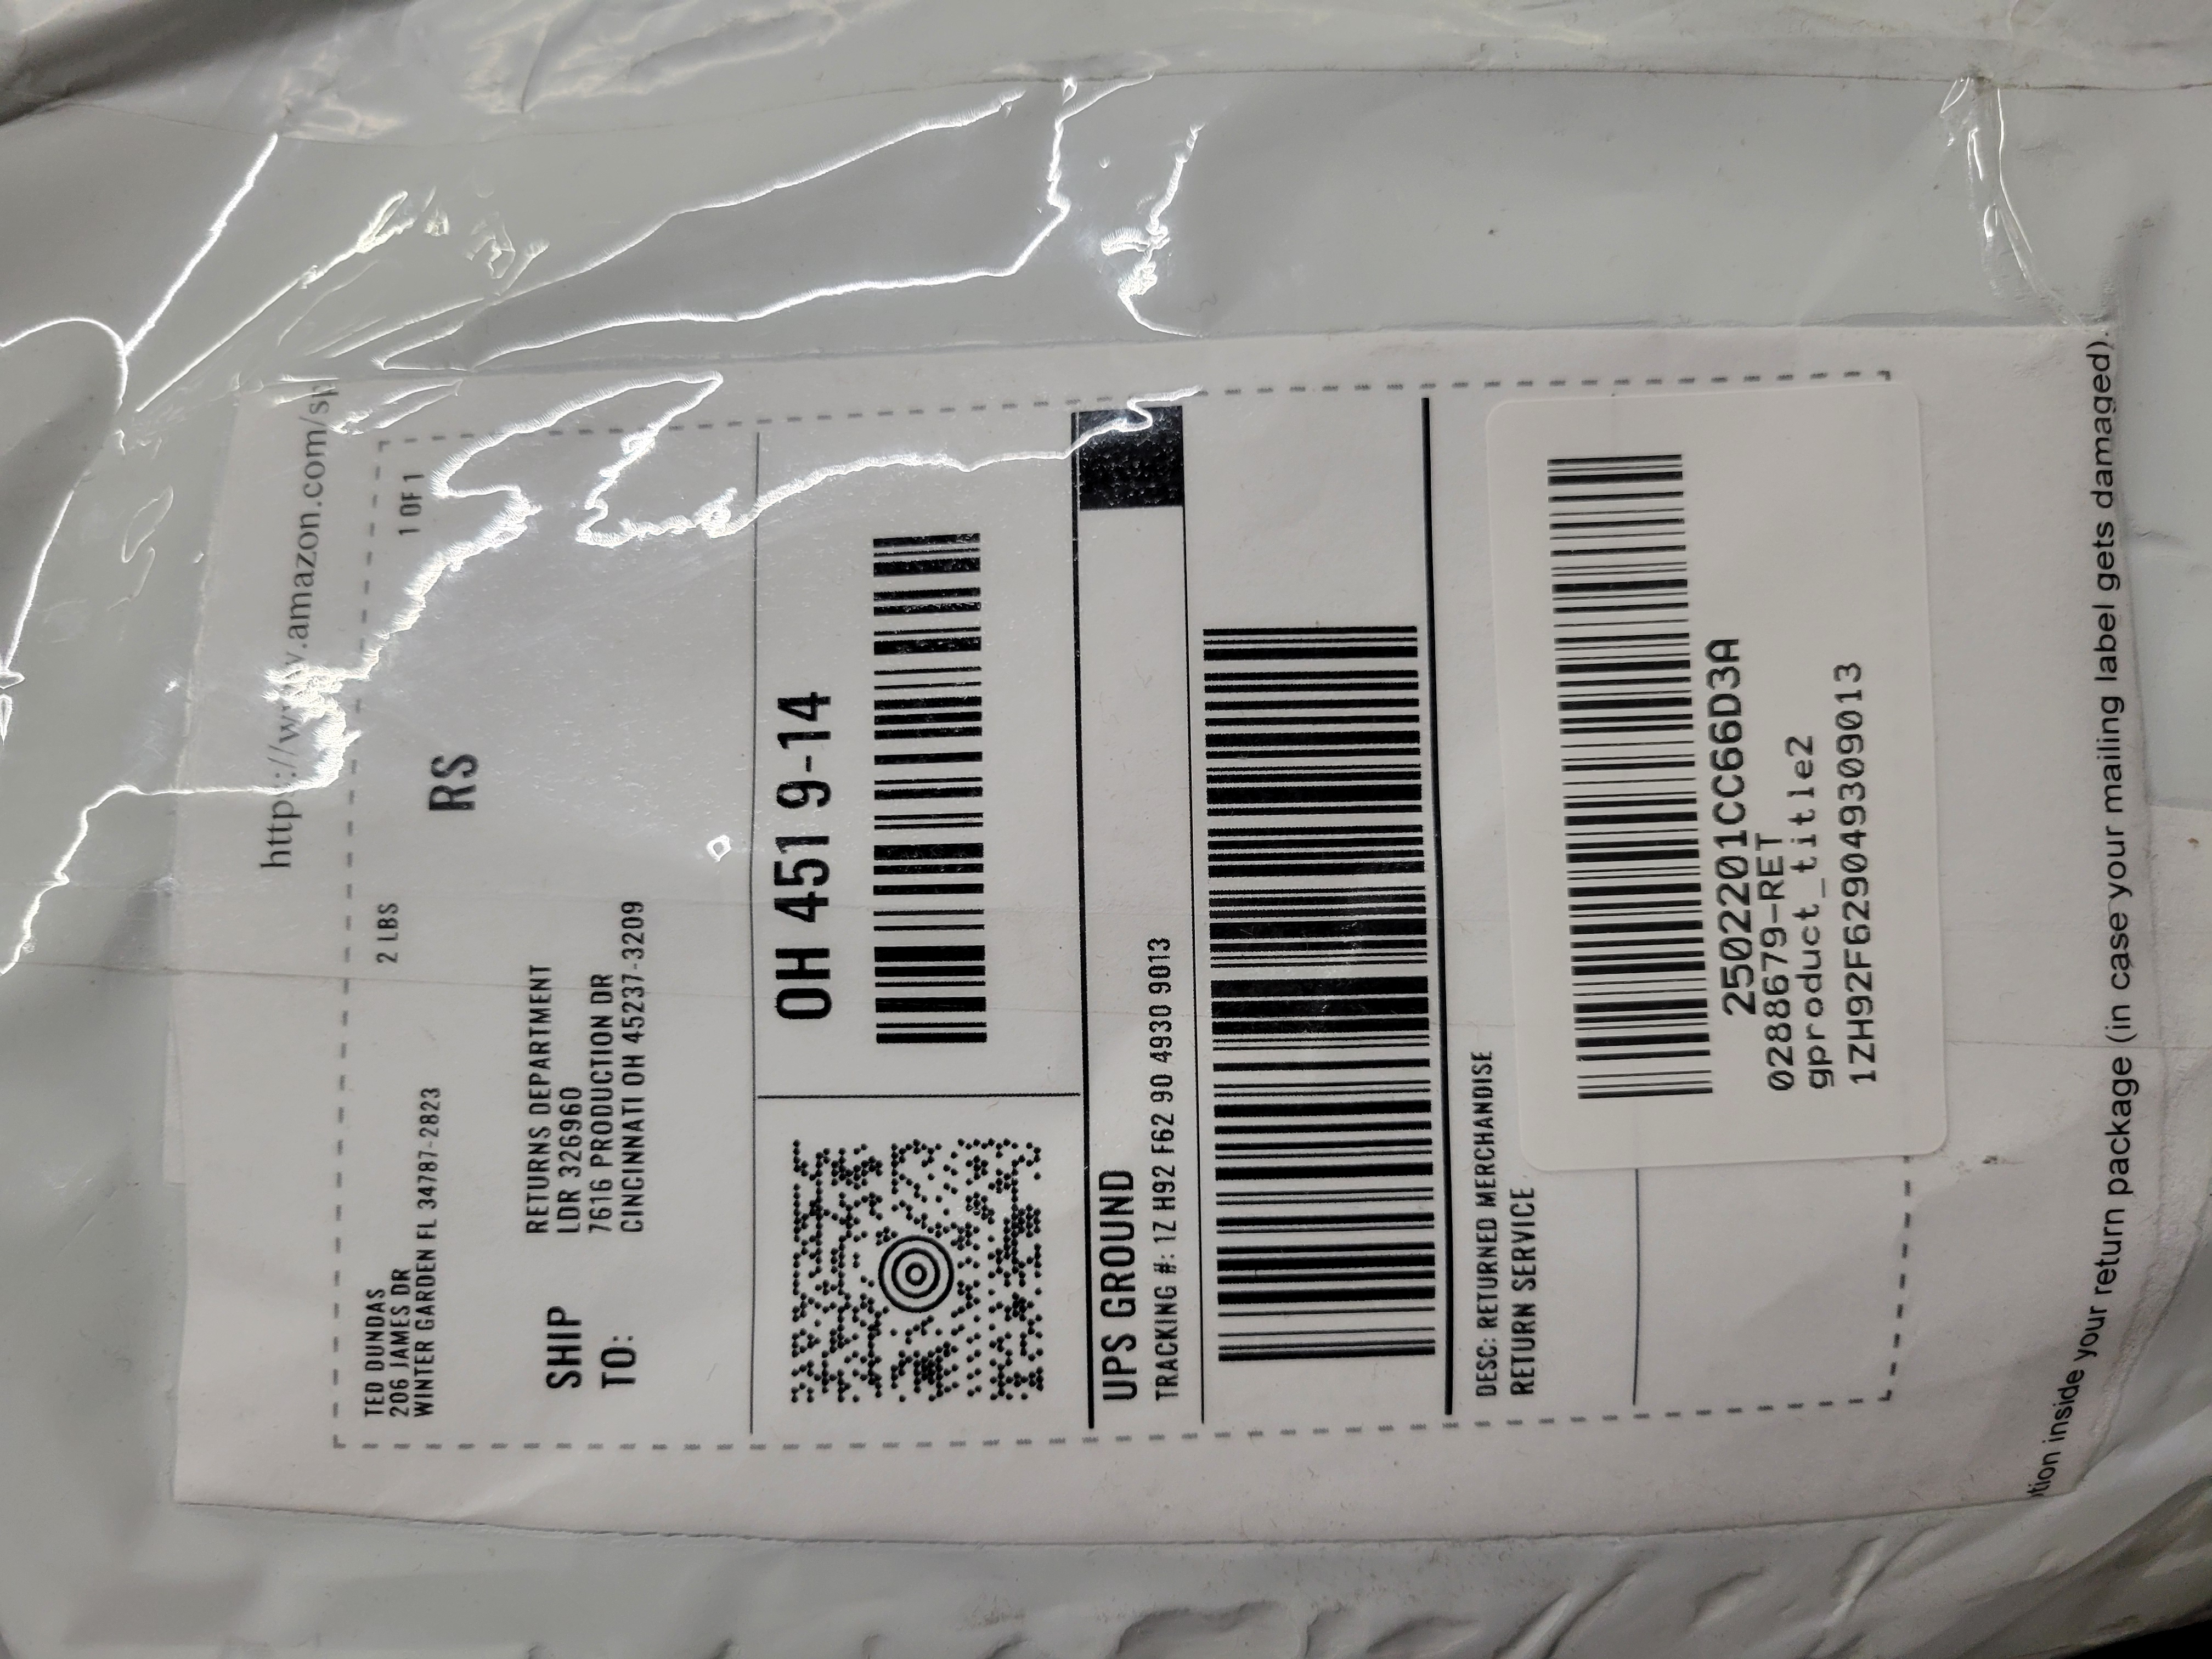 http://www.amazon.com/sp
TED DUNDAS
206 JAMES DR
WINTER GARDEN FL 34787-2823
2 LBS
1 OF 1
RS
SHIP
TO:
RETURNS DEPARTMENT
LDR 326960
7616 PRODUCTION DR
CINCINNATI OH 45237-3209
OH 451 9-14
UPS GROUND
TRACKING #: 1Z H92 F62 90 4930 9013
DESC: RETURNED MERCHANDISE
RETURN SERVICE
2502201CC66D3A
0288679-RET
gproduct_title2
1ZH92F629049309013
tion inside your return package (in case your mailing label gets damaged).